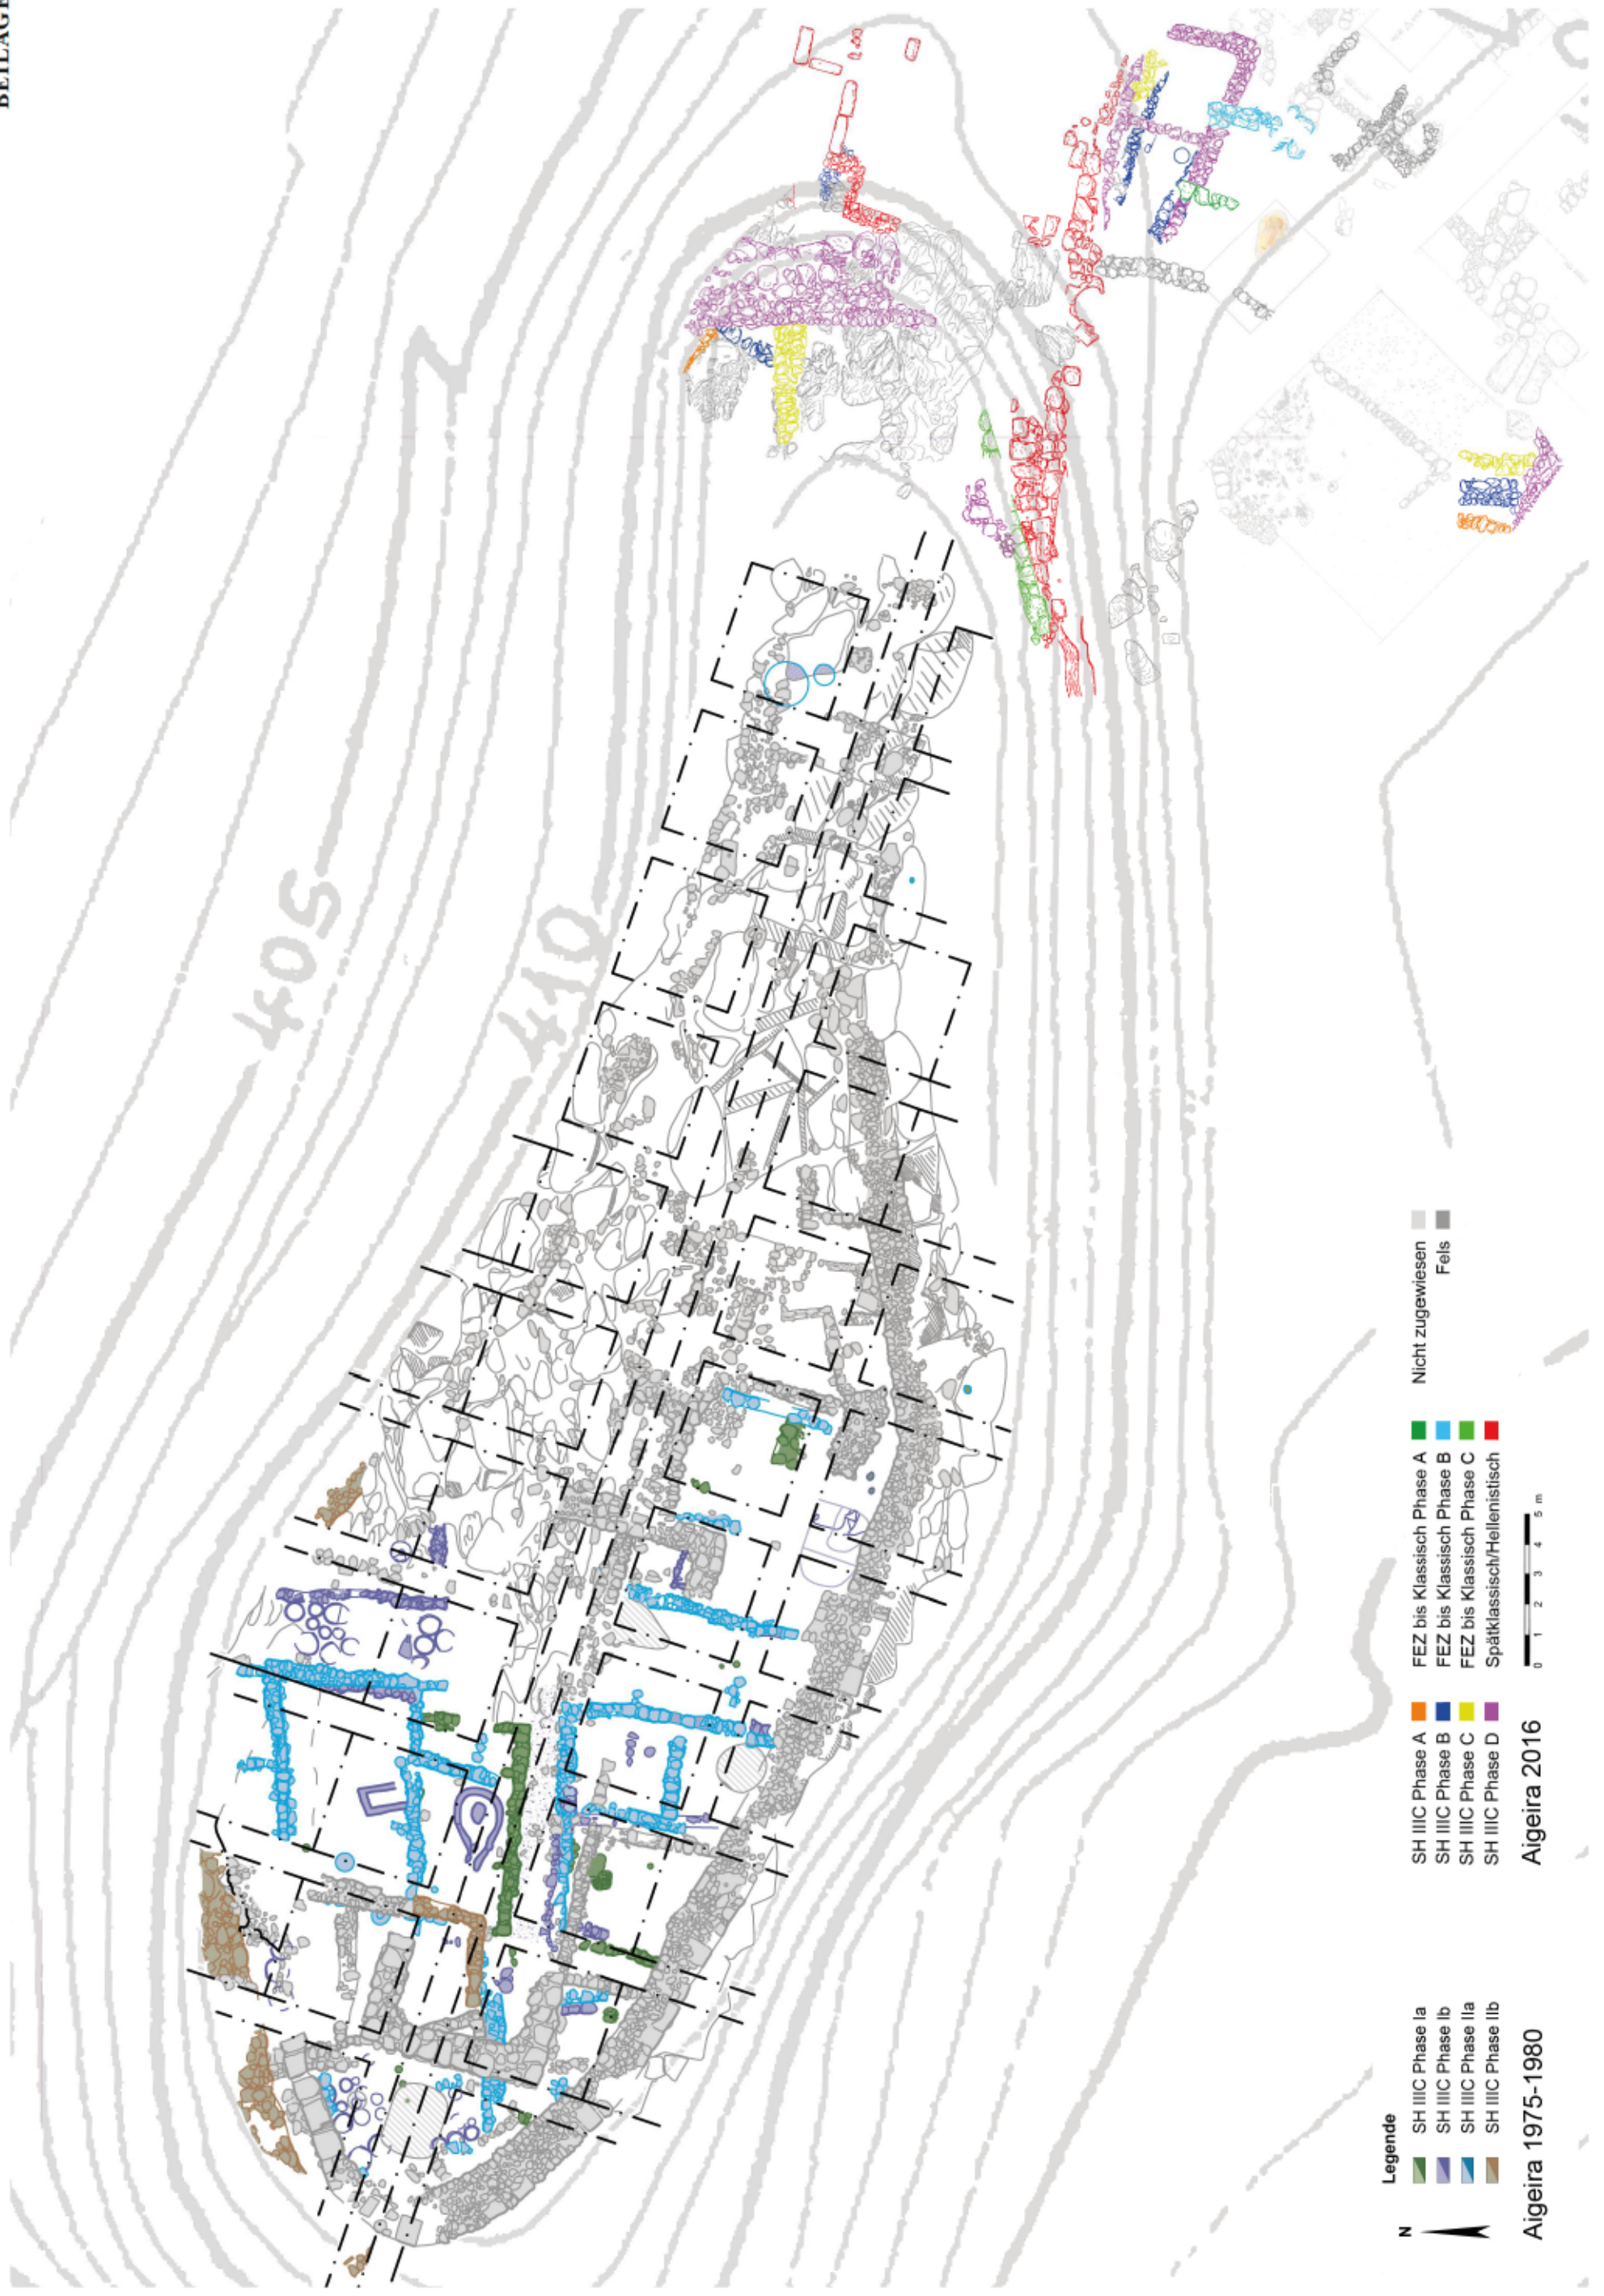 BEILAGE
405
410
Legende
N
SH IIIC Phase Ia
SH IIIC Phase Ib
SH IIIC Phase IIa
SH IIIC Phase IIb
Aigeira 1975-1980
SH IIIC Phase A
SH IIIC Phase B
SH IIIC Phase C
SH IIIC Phase D
Aigeira 2016
FEZ bis Klassisch Phase A
FEZ bis Klassisch Phase B
FEZ bis Klassisch Phase C
Spätklassisch/Hellenistisch
0 1 2 3 4 5 m
Nicht zugewiesen
Fels